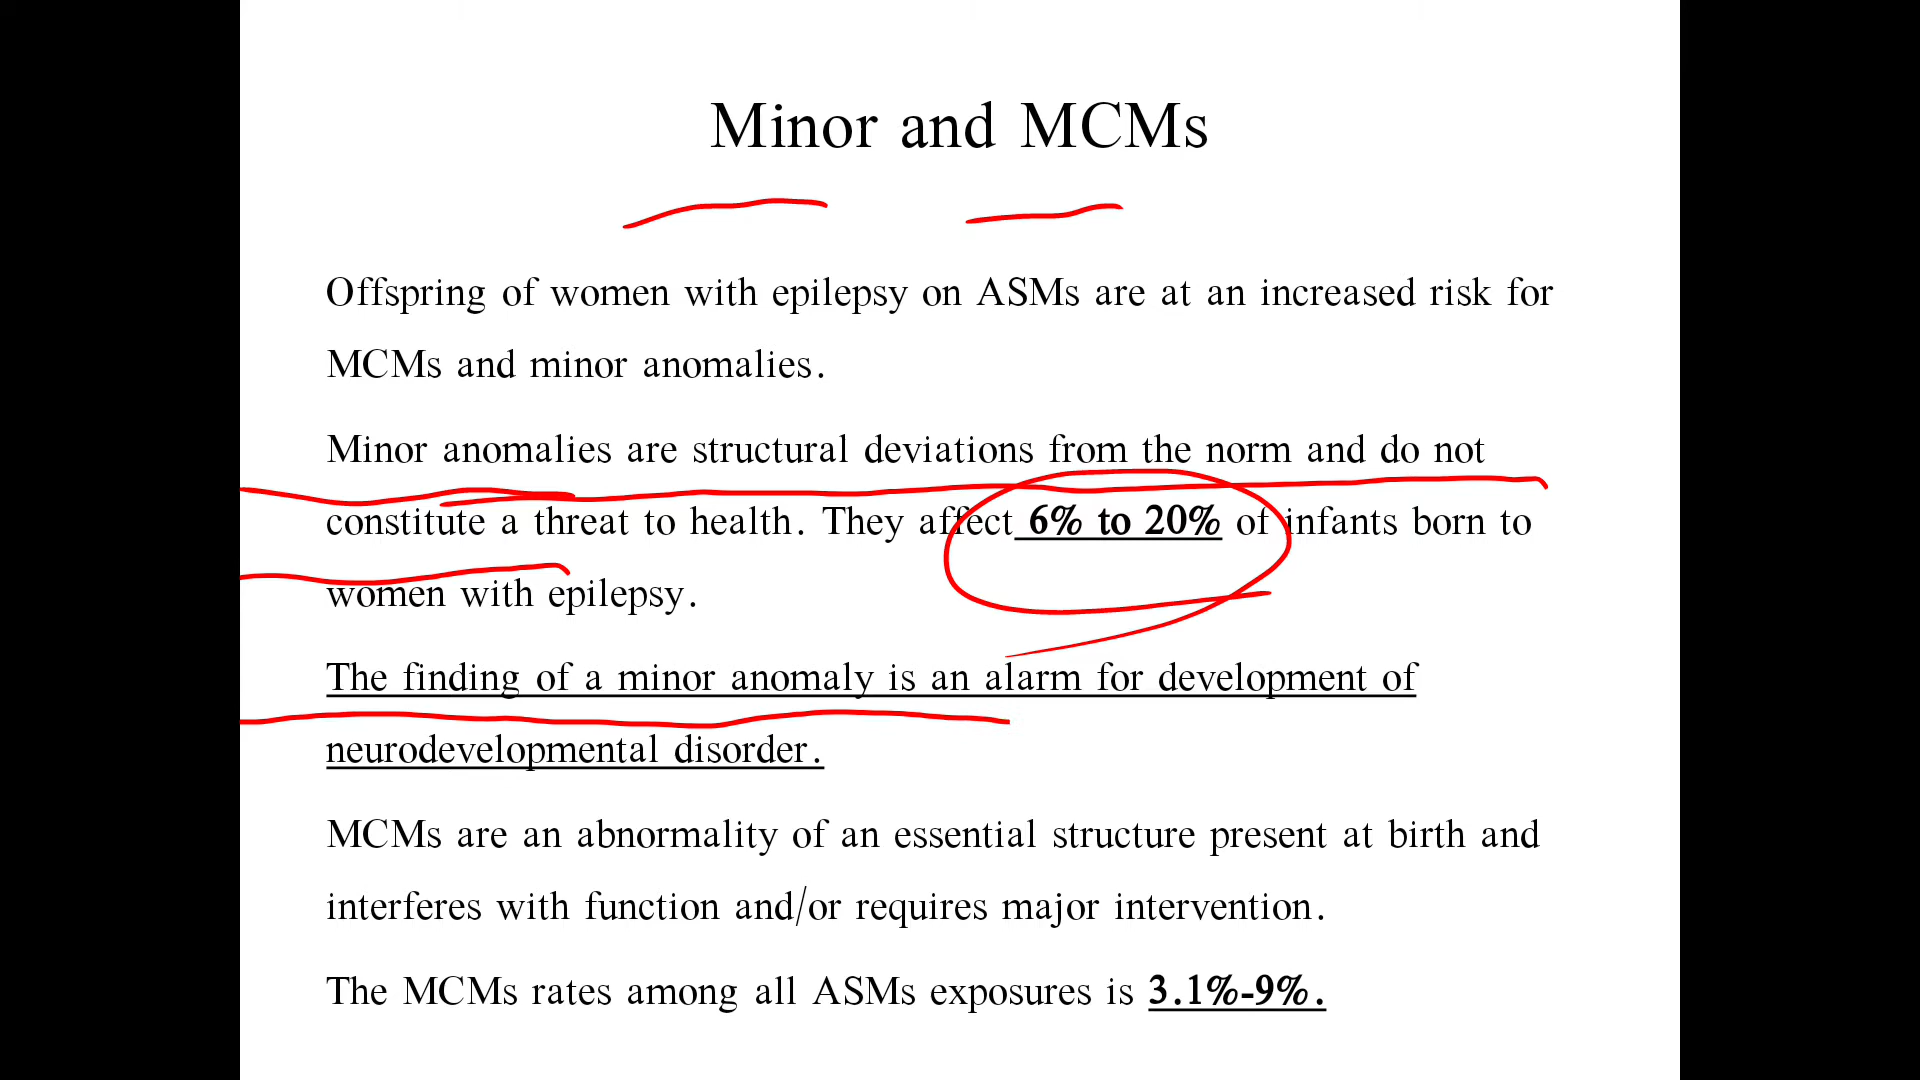 Minor and MCMs
Offspring of women with epilepsy on ASMs are at an increased risk for
MCMs and minor anomalies.
Minor anomalies are structural deviations from the norm and do not
constitute a threat to health. They affect 6% to 20% of infants born to
women with epilepsy.
The finding of a minor anomaly is an alarm for development of
neurodevelopmental disorder.
MCMs are an abnormality of an essential structure present at birth and
interferes with function and/or requires major intervention.
The MCMs rates among all ASMs exposures is 3.1%-9%.